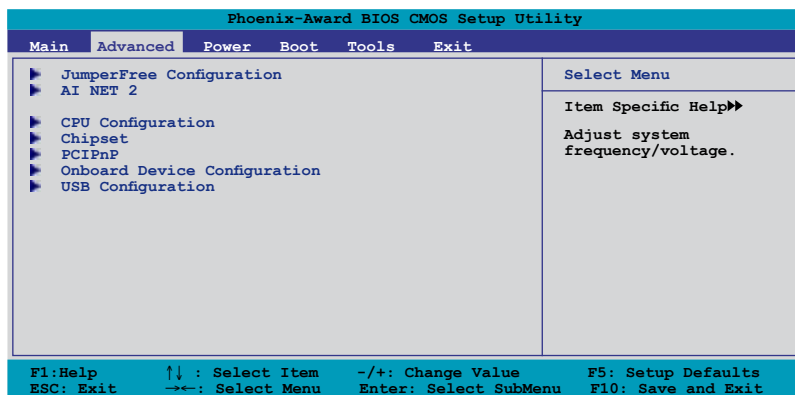 Phoenix-Award BIOS CMOS Setup Utility
Main Advanced Power Boot Tools Exit
JumperFree Configuration
AI NET 2
CPU Configuration
Chipset
PCIPnP
Onboard Device Configuration
USB Configuration
Select Menu
Item Specific Help
Adjust system
frequency/voltage.
F1:Help ↑↓ : Select Item -/+: Change Value F5: Setup Defaults
ESC: Exit →←: Select Menu Enter: Select SubMenu F10: Save and Exit